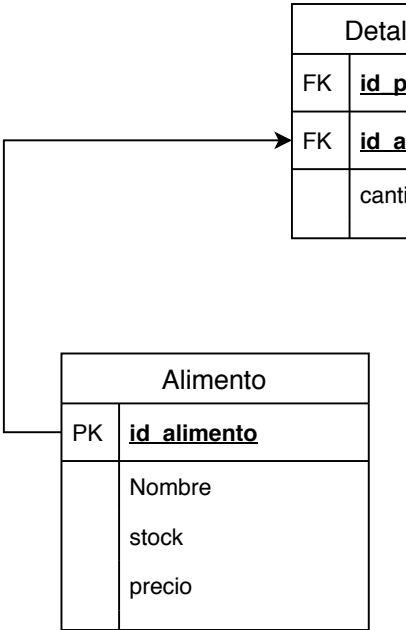 Detal
FK id_p
FK id_a
canti
Alimento
PK id_alimento
Nombre
stock
precio